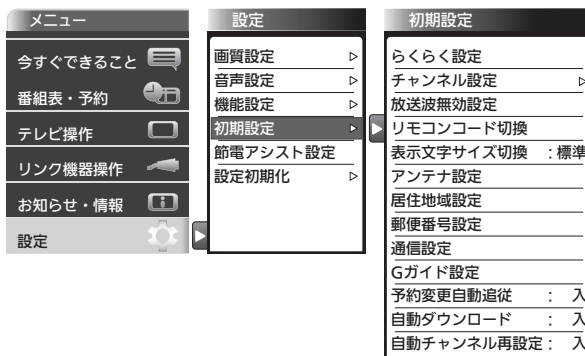 メニュー
今すぐできること
番組表・予約
テレビ操作
リンク機器操作
お知らせ・情報
設定
設定
画質設定
音声設定
機能設定
初期設定
節電アシスト設定
設定初期化
初期設定
らくらく設定
チャンネル設定
放送波無効設定
リモコンコード切換
表示文字サイズ切換 :標準
アンテナ設定
居住地域設定
郵便番号設定
通信設定
Gガイド設定
予約変更自動追従 : 入
自動ダウンロード : 入
自動チャンネル再設定: 入